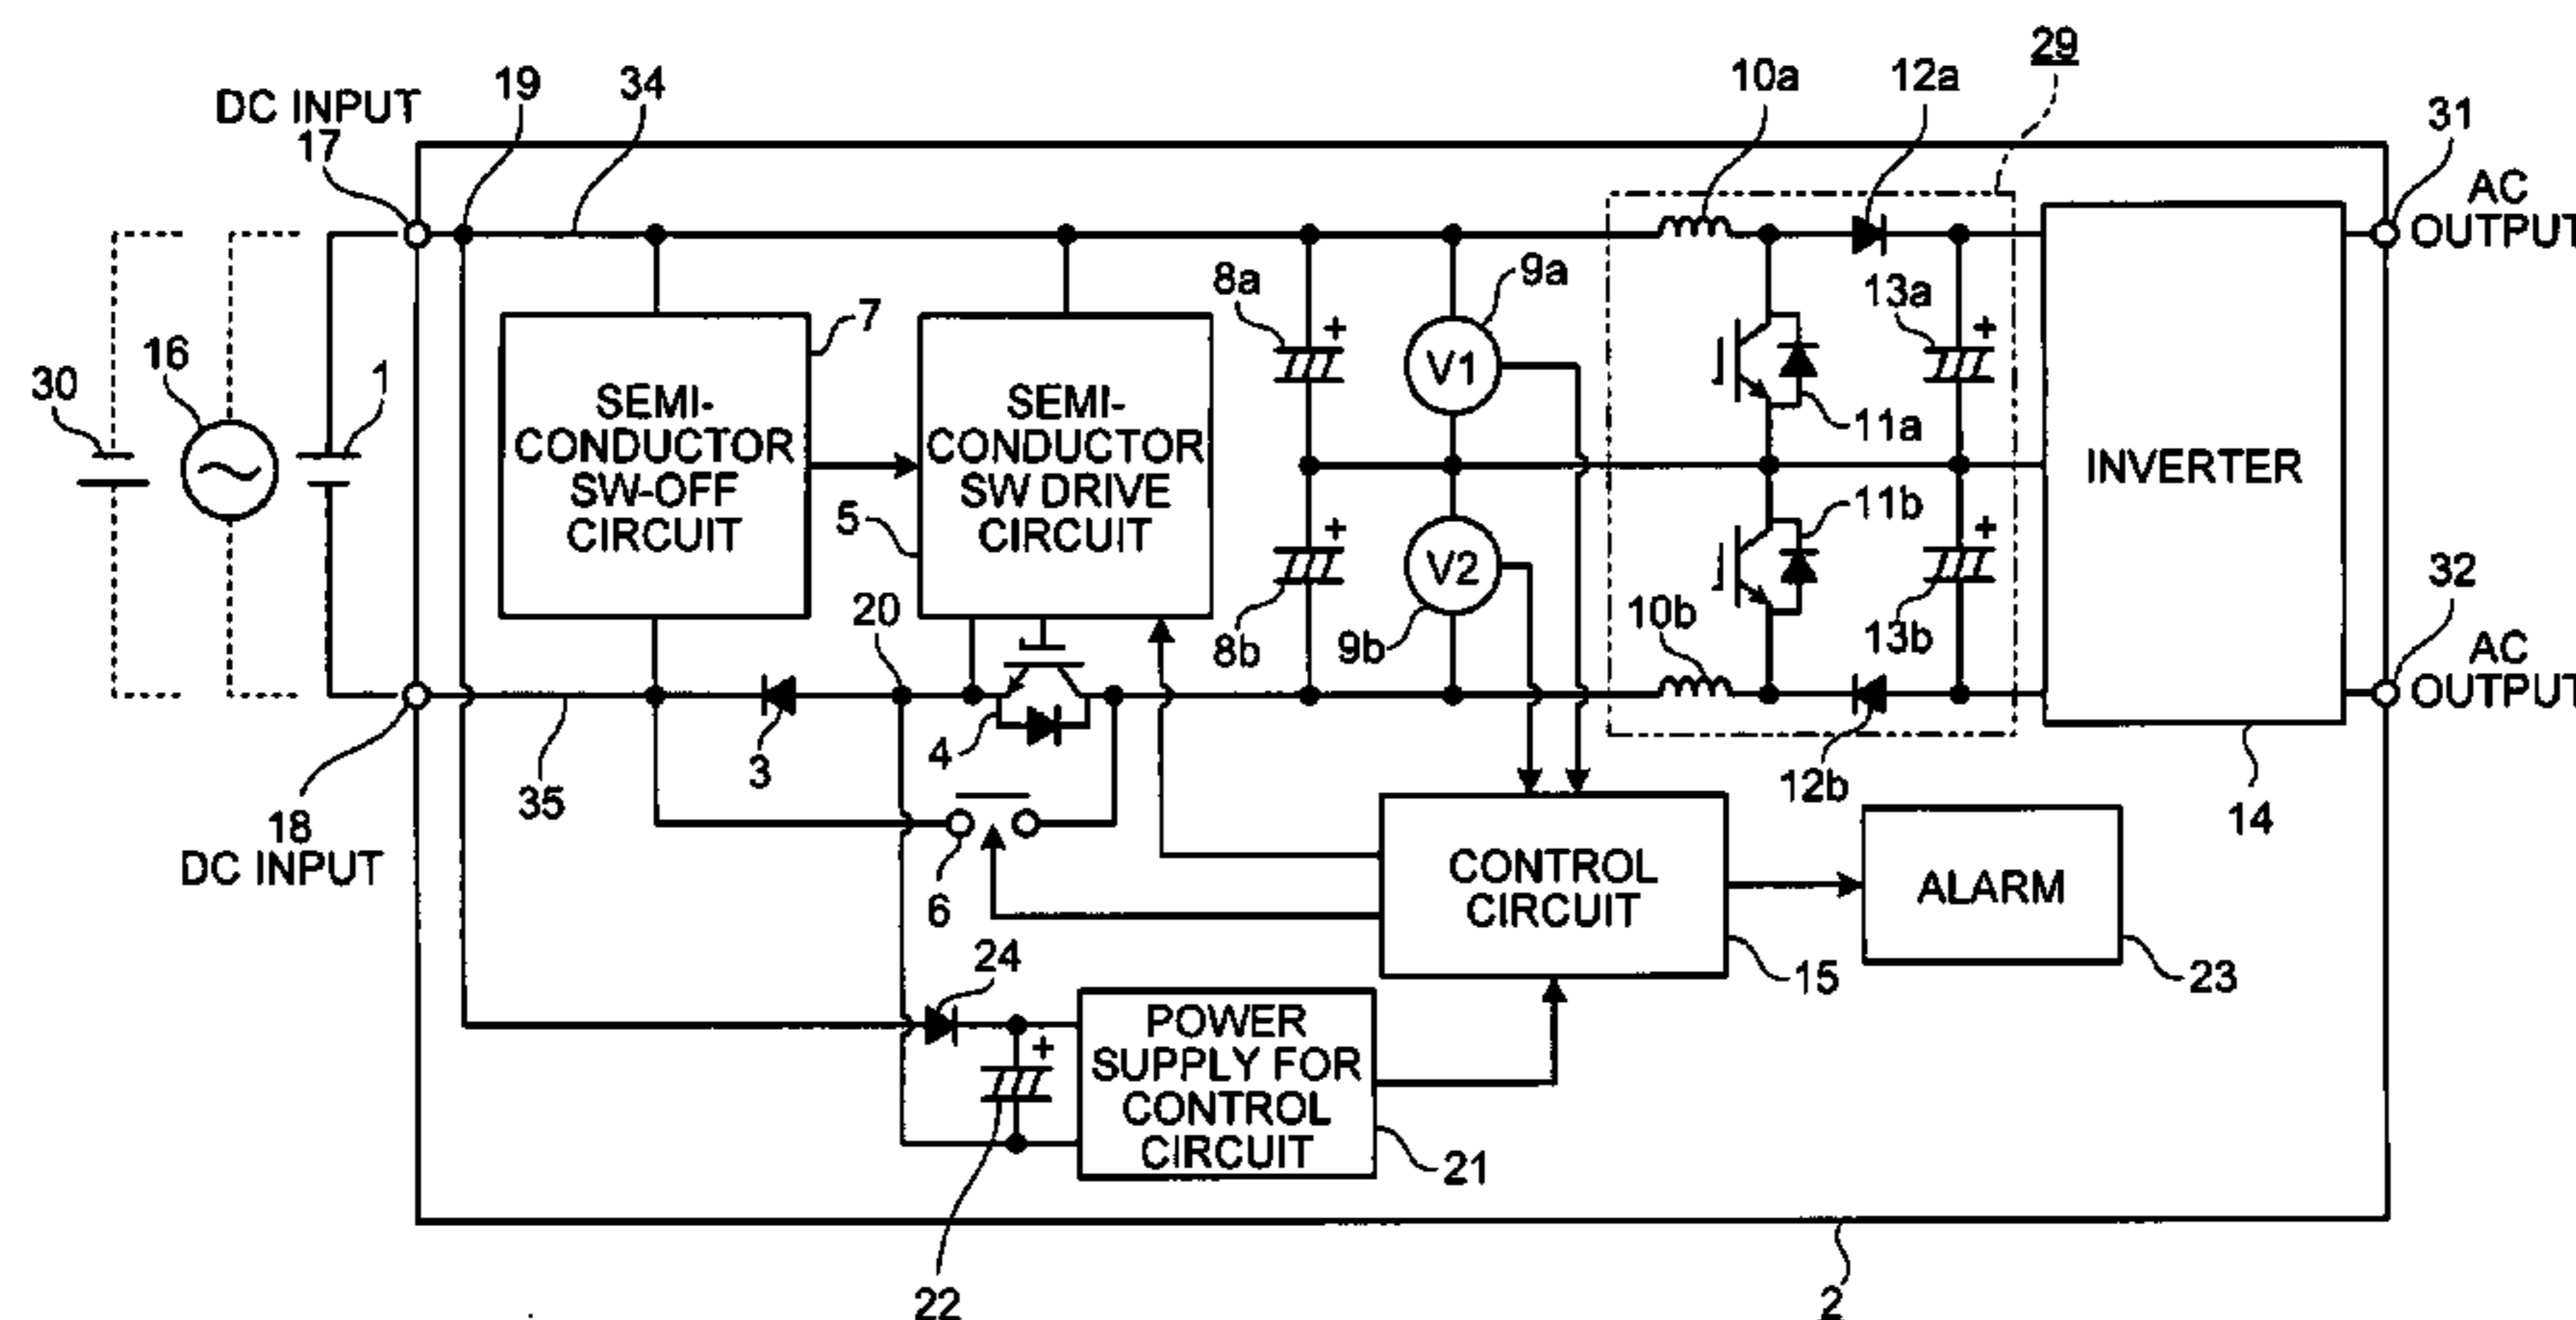 29
19
34
10a
12a
31
DC INPUT
17
AC
OUTPUT
9a
8a
13a
7
16
1
30
V1
SEMI-
CONDUCTOR
SW-OFF
CIRCUIT
SEMI-
CONDUCTOR
SW DRIVE
CIRCUIT
11a
INVERTER
5
11b
V2
32
20
10b
8b
9b
13b
AC
OUTPUT
4
3
12b
35
18
DC INPUT
14
6
CONTROL
CIRCUIT
ALARM
24
15
23
POWER
SUPPLY FOR
CONTROL
CIRCUIT
21
22
2
+
+
+
+
+